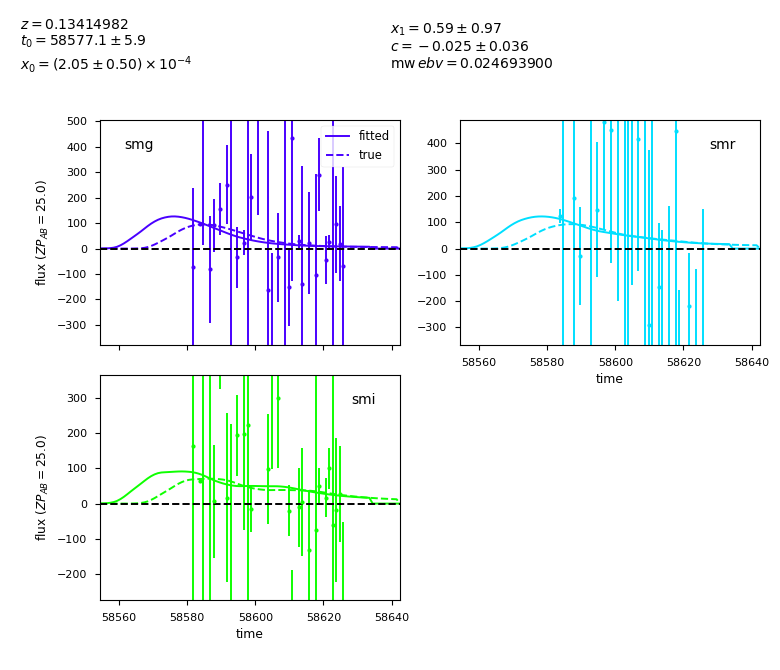 z = 0.13414982
t₀ = 58577.1 ± 5.9
x₀ = (2.05 ± 0.50) × 10⁻⁴
x₁ = 0.59 ± 0.97
c = −0.025 ± 0.036
mwebv = 0.024693900
smg
fitted
true
500
400
300
200
100
0
−100
−200
−300
flux (ZP_AB = 25.0)
smr
400
300
200
100
0
−100
−200
−300
58560 58580 58600 58620 58640
time
smi
300
200
100
0
−100
−200
flux (ZP_AB = 25.0)
58560 58580 58600 58620 58640
time